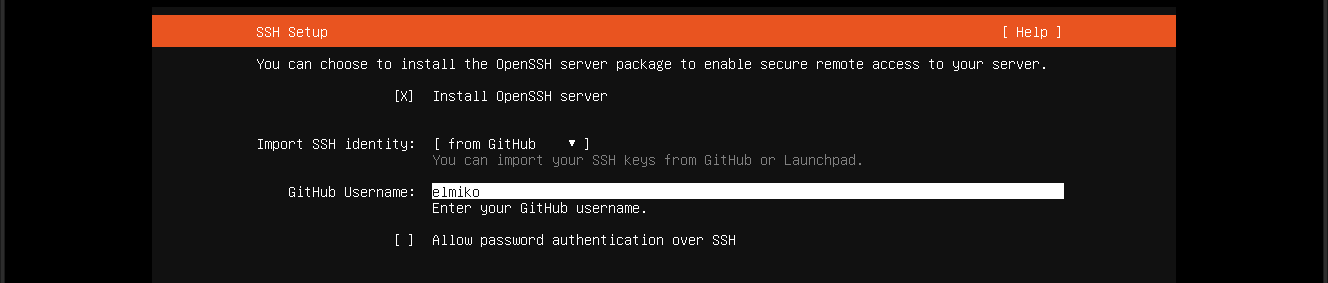 SSH Setup [ Help ]
You can choose to install the OpenSSH server package to enable secure remote access to your server.
[X] Install OpenSSH server
Import SSH identity: [ from GitHub ▼ ]
You can import your SSH keys from GitHub or Launchpad.
GitHub Username: elmiko
Enter your GitHub username.
[ ] Allow password authentication over SSH